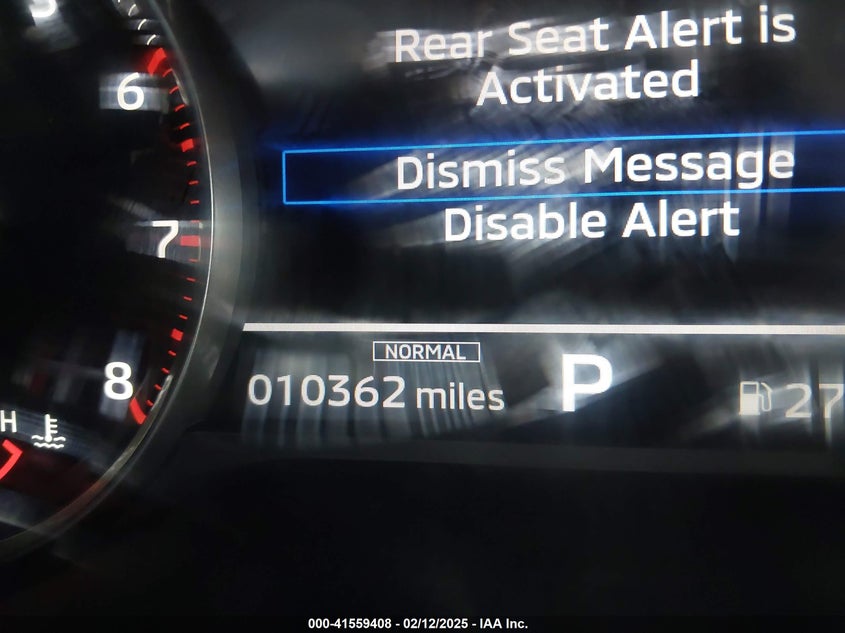 6
7
8
H
Rear Seat Alert is
Activated
Dismiss Message
Disable Alert
NORMAL
010362 miles P 27
000-41559408 - 02/12/2025 - IAA Inc.